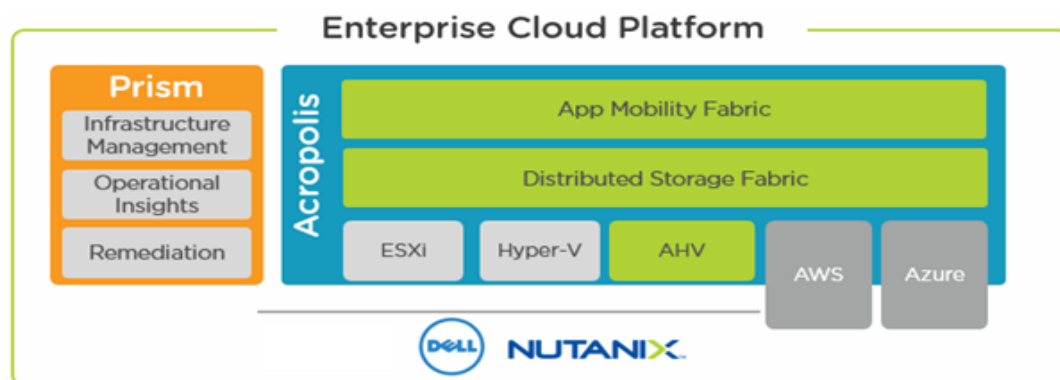 Enterprise Cloud Platform
Prism
Infrastructure
Management
Operational
Insights
Remediation
Acropolis
App Mobility Fabric
Distributed Storage Fabric
ESXi
Hyper-V
AHV
AWS
Azure
DELL
NUTANIX